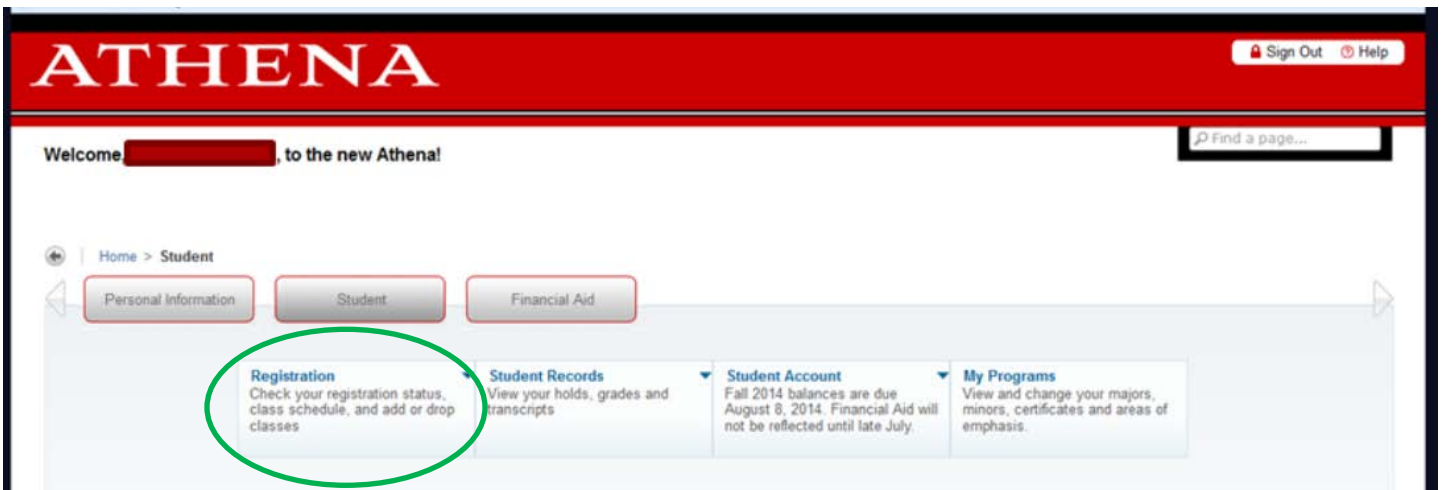 ATHENA
Sign Out Help
Welcome, , to the new Athena!
Find a page...
Home > Student
Personal Information Student Financial Aid
Registration
Check your registration status,
class schedule, and add or drop
classes
Student Records
View your holds, grades and
transcripts
Student Account
Fall 2014 balances are due
August 8, 2014. Financial Aid will
not be reflected until late July.
My Programs
View and change your majors,
minors, certificates and areas of
emphasis.